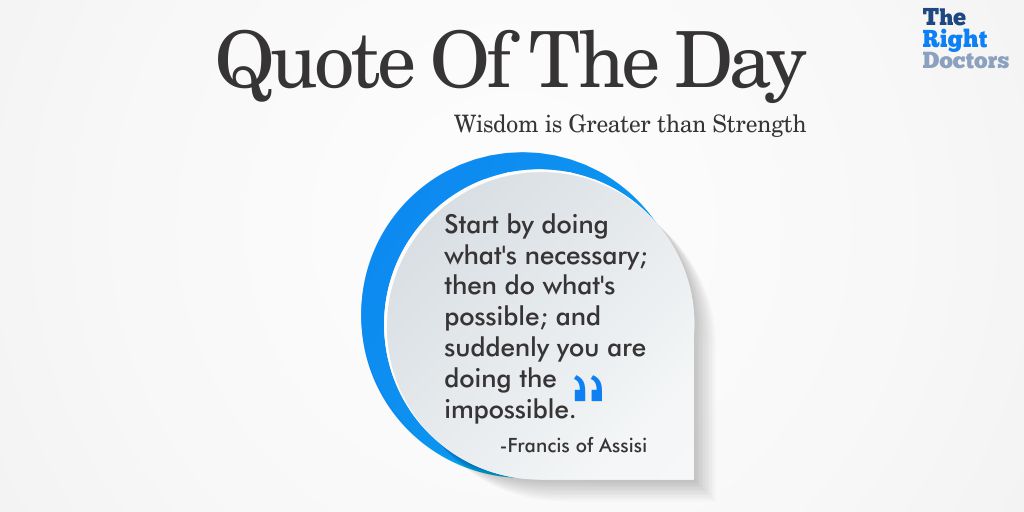 Quote Of The Day
Wisdom is Greater than Strength
The
Right
Doctors
Start by doing
what's necessary;
then do what's
possible; and
suddenly you are
doing the
impossible."
-Francis of Assisi